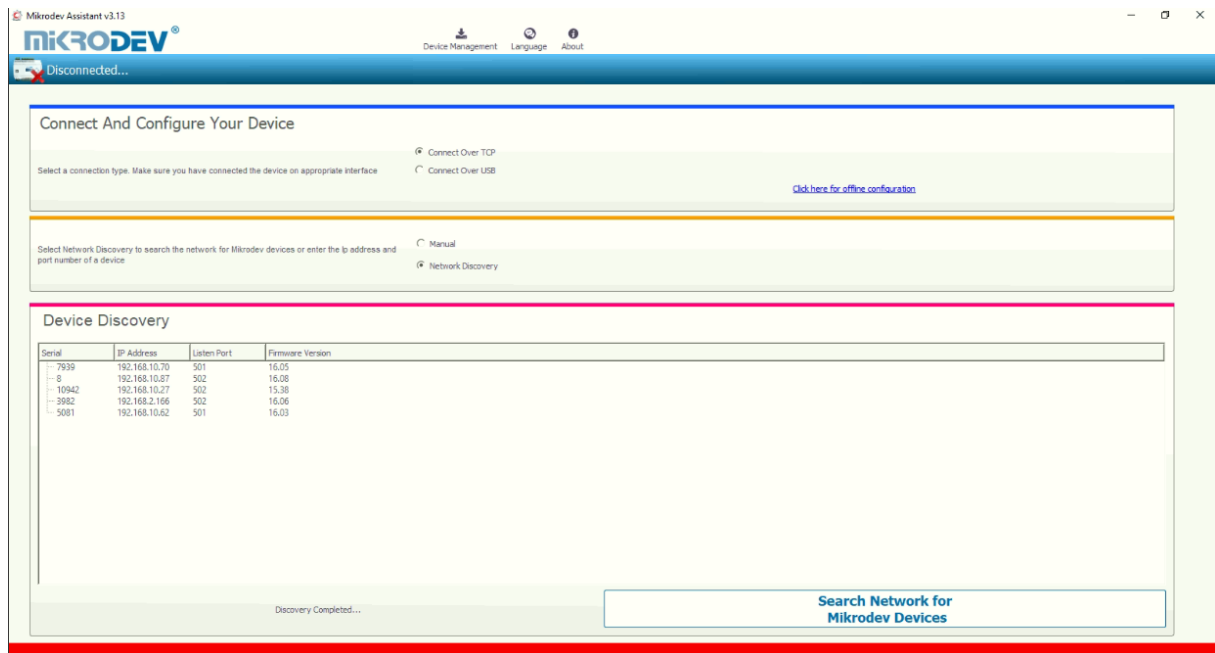 Mikrodev Assistant v3.13
MiKRODEV®
Device Management Language About
Disconnected...
Connect And Configure Your Device
Connect Over TCP
Select a connection type. Make sure you have connected the device on appropriate interface
Connect Over USB
Click here for offline configuration
Manual
Select Network Discovery to search the network for Mikrodev devices or enter the ip address and
port number of a device
Network Discovery
Device Discovery
Serial IP Address Listen Port Firmware Version
7939 192.168.10.70 501 16.05
8 192.168.10.87 502 16.08
10942 192.168.10.27 502 15.38
3982 192.168.2.166 502 16.06
5081 192.168.10.62 501 16.03
Discovery Completed...
Search Network for
Mikrodev Devices